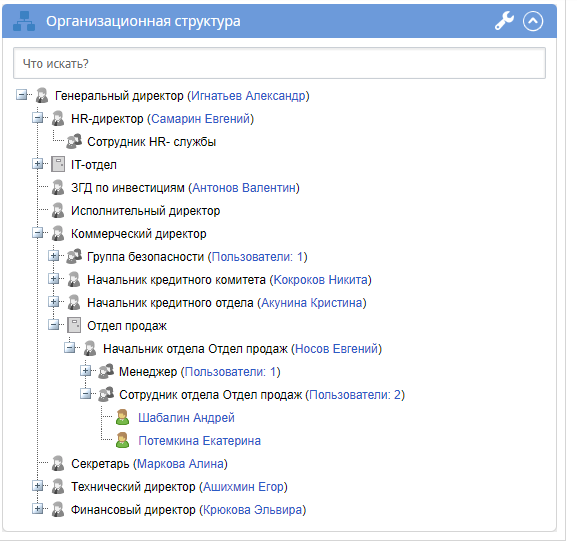 Организационная структура
Что искать?
Генеральный директор (Игнатьев Александр)
HR-директор (Самарин Евгений)
Сотрудник HR- службы
IT-отдел
ЗГД по инвестициям (Антонов Валентин)
Исполнительный директор
Коммерческий директор
Группа безопасности (Пользователи: 1)
Начальник кредитного комитета (Кокроков Никита)
Начальник кредитного отдела (Акунина Кристина)
Отдел продаж
Начальник отдела Отдел продаж (Носов Евгений)
Менеджер (Пользователи: 1)
Сотрудник отдела Отдел продаж (Пользователи: 2)
Шабалин Андрей
Потемкина Екатерина
Секретарь (Маркова Алина)
Технический директор (Ашихмин Егор)
Финансовый директор (Крюкова Эльвира)